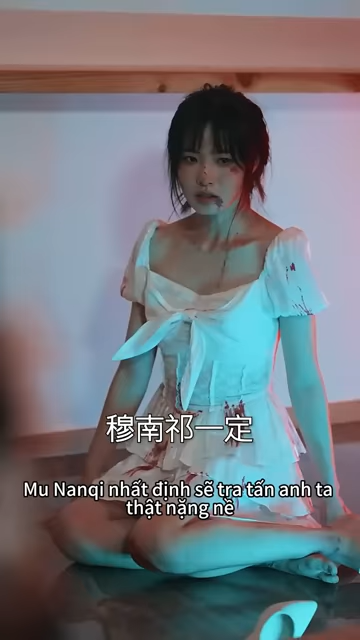 穆南祁一定
Mu Nanqi nhất định sẽ tra tấn anh ta
thật nặng nề